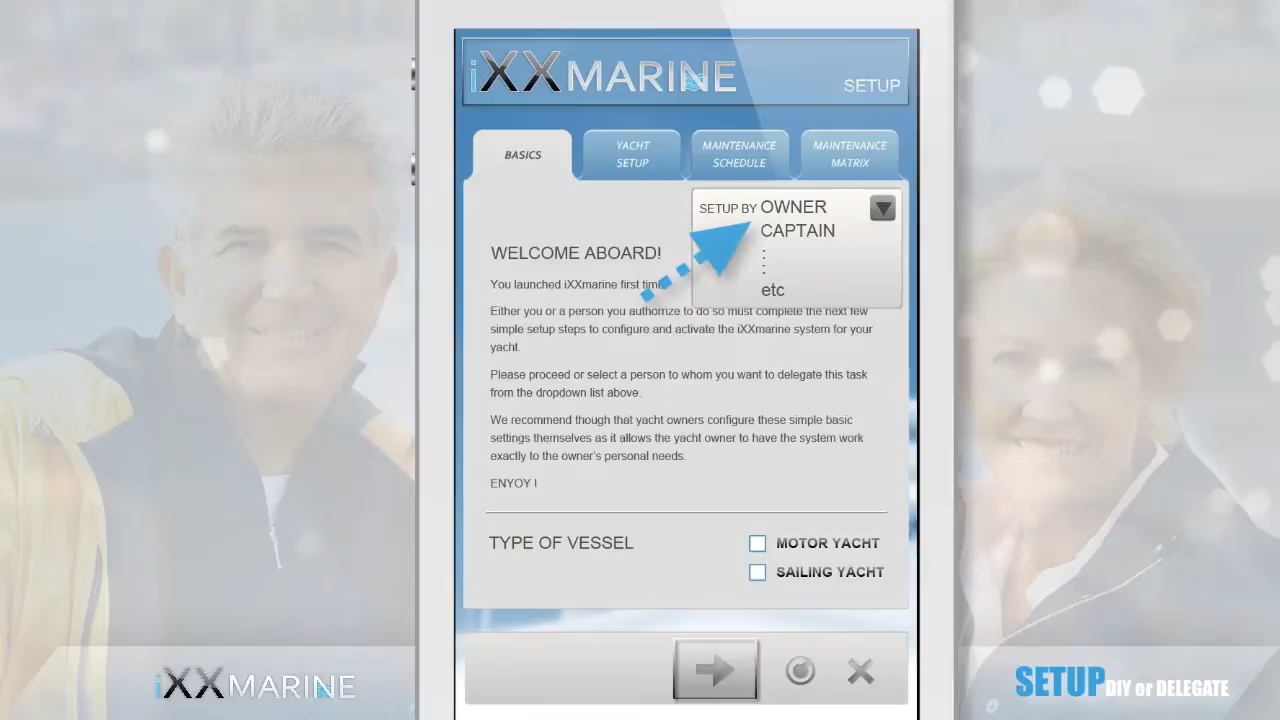 iXXMARINE
SETUP
BASICS
YACHT
SETUP
MAINTENANCE
SCHEDULE
MAINTENANCE
MATRIX
SETUP BY OWNER
CAPTAIN
:
:
etc
WELCOME ABOARD!
You launched iXXmarine first time
Either you or a person you authorize to do so must complete the next few
simple setup steps to configure and activate the iXXmarine system for your
yacht.
Please proceed or select a person to whom you want to delegate this task
from the dropdown list above.
We recommend though that yacht owners configure these simple basic
settings themselves as it allows the yacht owner to have the system work
exactly to the owner's personal needs.
ENYOY !
TYPE OF VESSEL
MOTOR YACHT
SAILING YACHT
iXXMARINE
SETUP DIY or DELEGATE